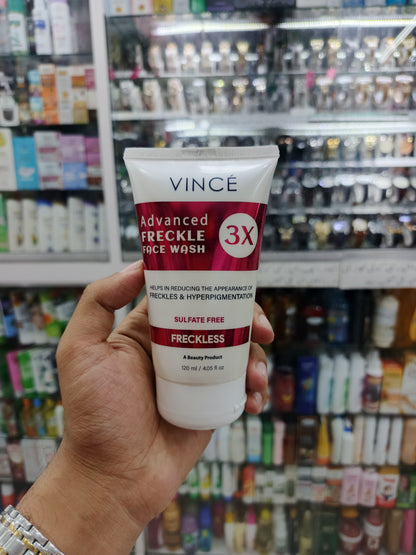 VINCÉ
Advanced
FRECKLE
FACE WASH
3X
HELPS IN REDUCING THE APPEARANCE OF
FRECKLES & HYPERPIGMENTATION
SULFATE FREE
FRECKLESS
A Beauty Product
120 ml / 4.05 fl oz